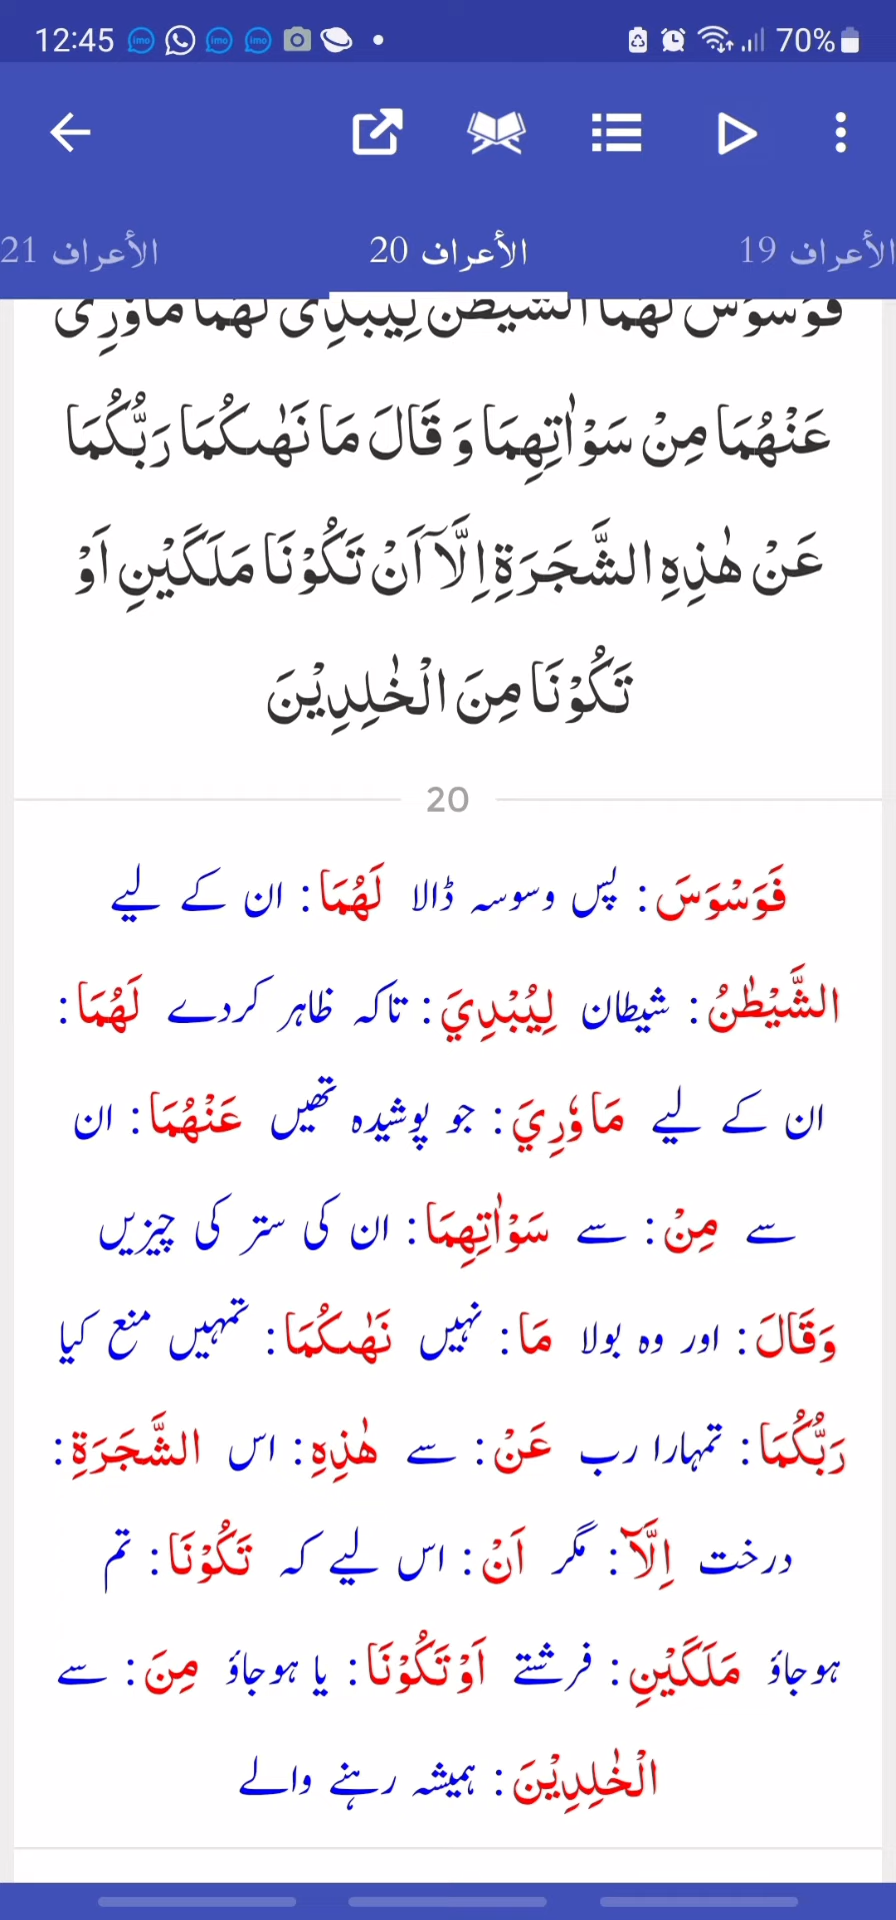 12:45
70%
الأعراف 19
الأعراف 20
الأعراف 21
فَوَسْوَسَ لَهُمَا الشَّيْطٰنُ لِيُبْدِىَ لَهُمَا مَاوٗرِىَ
عَنْهُمَا مِنْ سَوْاٰتِهِمَا وَ قَالَ مَا نَهٰىكُمَا رَبُّكُمَا
عَنْ هٰذِهِ الشَّجَرَةِ اِلَّاۤ اَنْ تَكُوْنَا مَلَكَيْنِ اَوْ
تَكُوْنَا مِنَ الْخٰلِدِيْنَ
20
فَوَسْوَسَ : پس وسوسہ ڈالا لَهُمَا : ان کے لیے
الشَّيْطٰنُ : شیطان لِيُبْدِيَ : تاکہ ظاہر کردے لَهُمَا :
ان کے لیے مَا وٗرِيَ : جو پوشیدہ تھیں عَنْهُمَا : ان
سے مِنْ : سے سَوْاٰتِهِمَا : ان کی ستر کی چیزیں
وَقَالَ : اور وہ بولا مَا : نہیں نَهٰىكُمَا : تمہیں منع کیا
رَبُّكُمَا : تمہارا رب عَنْ : سے هٰذِهِ : اس الشَّجَرَةِ :
درخت اِلَّاۤ : مگر اَنْ : اس لیے کہ تَكُوْنَا : تم
ہوجاؤ مَلَكَيْنِ : فرشتے اَوْ تَكُوْنَا : یا ہوجاؤ مِنَ : سے
الْخٰلِدِيْنَ : ہمیشہ رہنے والے